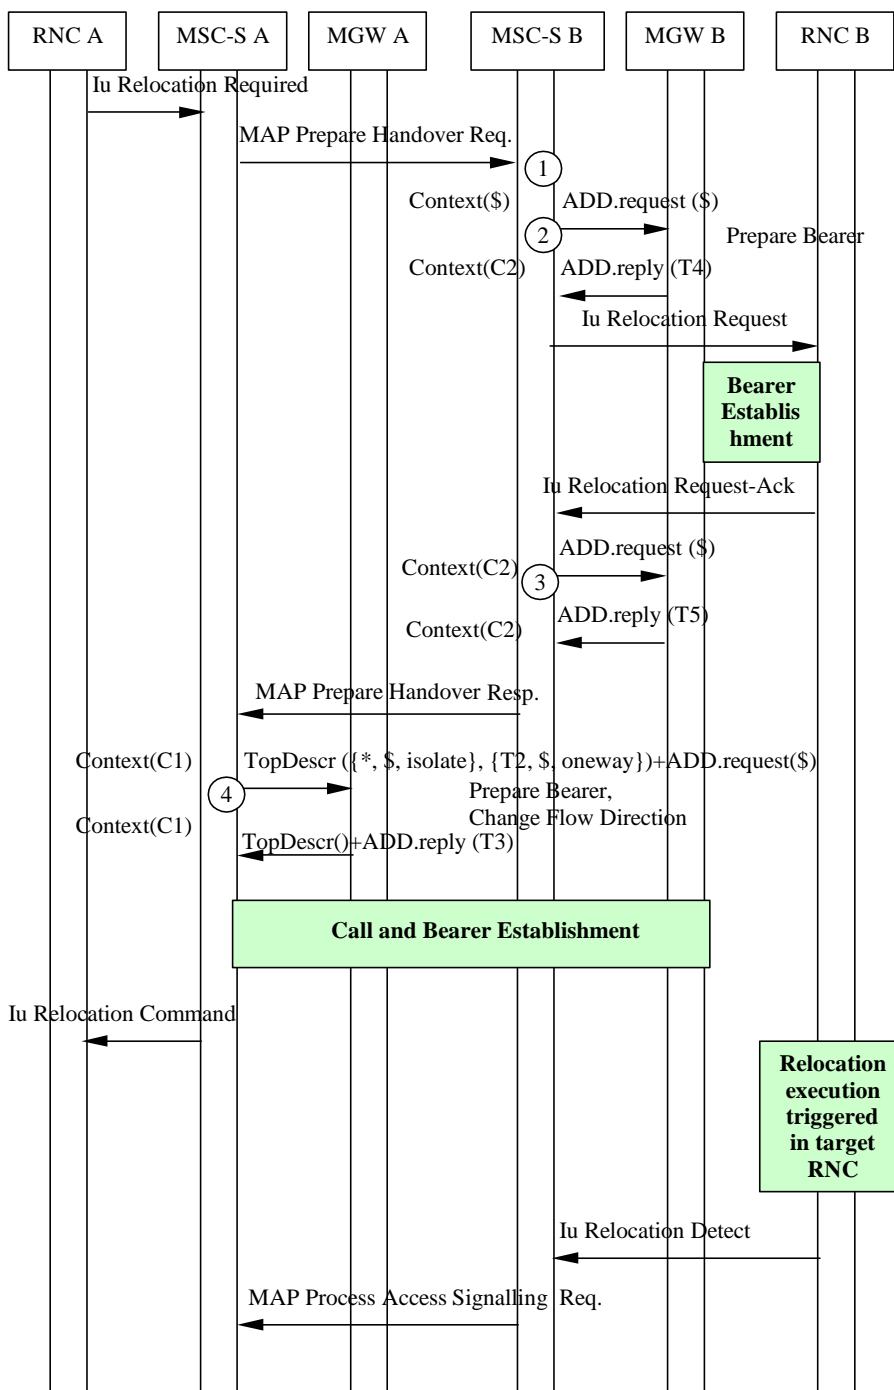 RNC A
MSC-S A
MGW A
MSC-S B
MGW B
RNC B
Iu Relocation Required
MAP Prepare Handover Req.
1
Context($)
ADD.request ($)
2
Prepare Bearer
Context(C2)
ADD.reply (T4)
Iu Relocation Request
Bearer
Establis
hment
Iu Relocation Request-Ack
ADD.request ($)
Context(C2)
3
ADD.reply (T5)
Context(C2)
MAP Prepare Handover Resp.
Context(C1)
TopDescr ({*, $, isolate}, {T2, $, oneway})+ADD.request($)
4
Prepare Bearer,
Change Flow Direction
Context(C1)
TopDescr()+ADD.reply (T3)
Call and Bearer Establishment
Iu Relocation Command
Relocation
execution
triggered
in target
RNC
Iu Relocation Detect
MAP Process Access Signalling Req.